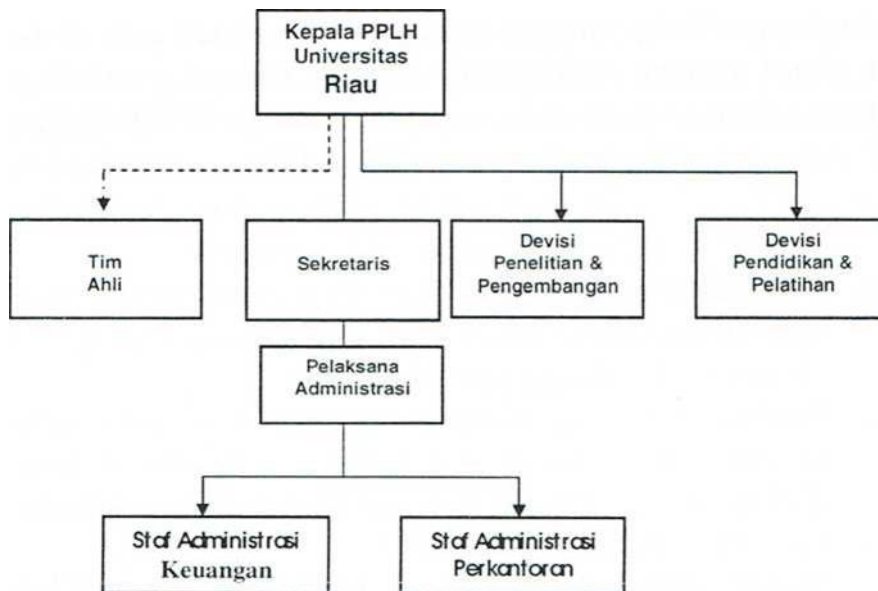 Kepala PPLH
Universitas
Riau
Tim
Ahli
Sekretaris
Devisi
Penelitian &
Pengembangan
Devisi
Pendidikan &
Pelatihan
Pelaksana
Administrasi
Staf Administrasi
Keuangan
Staf Administrasi
Perkantoran